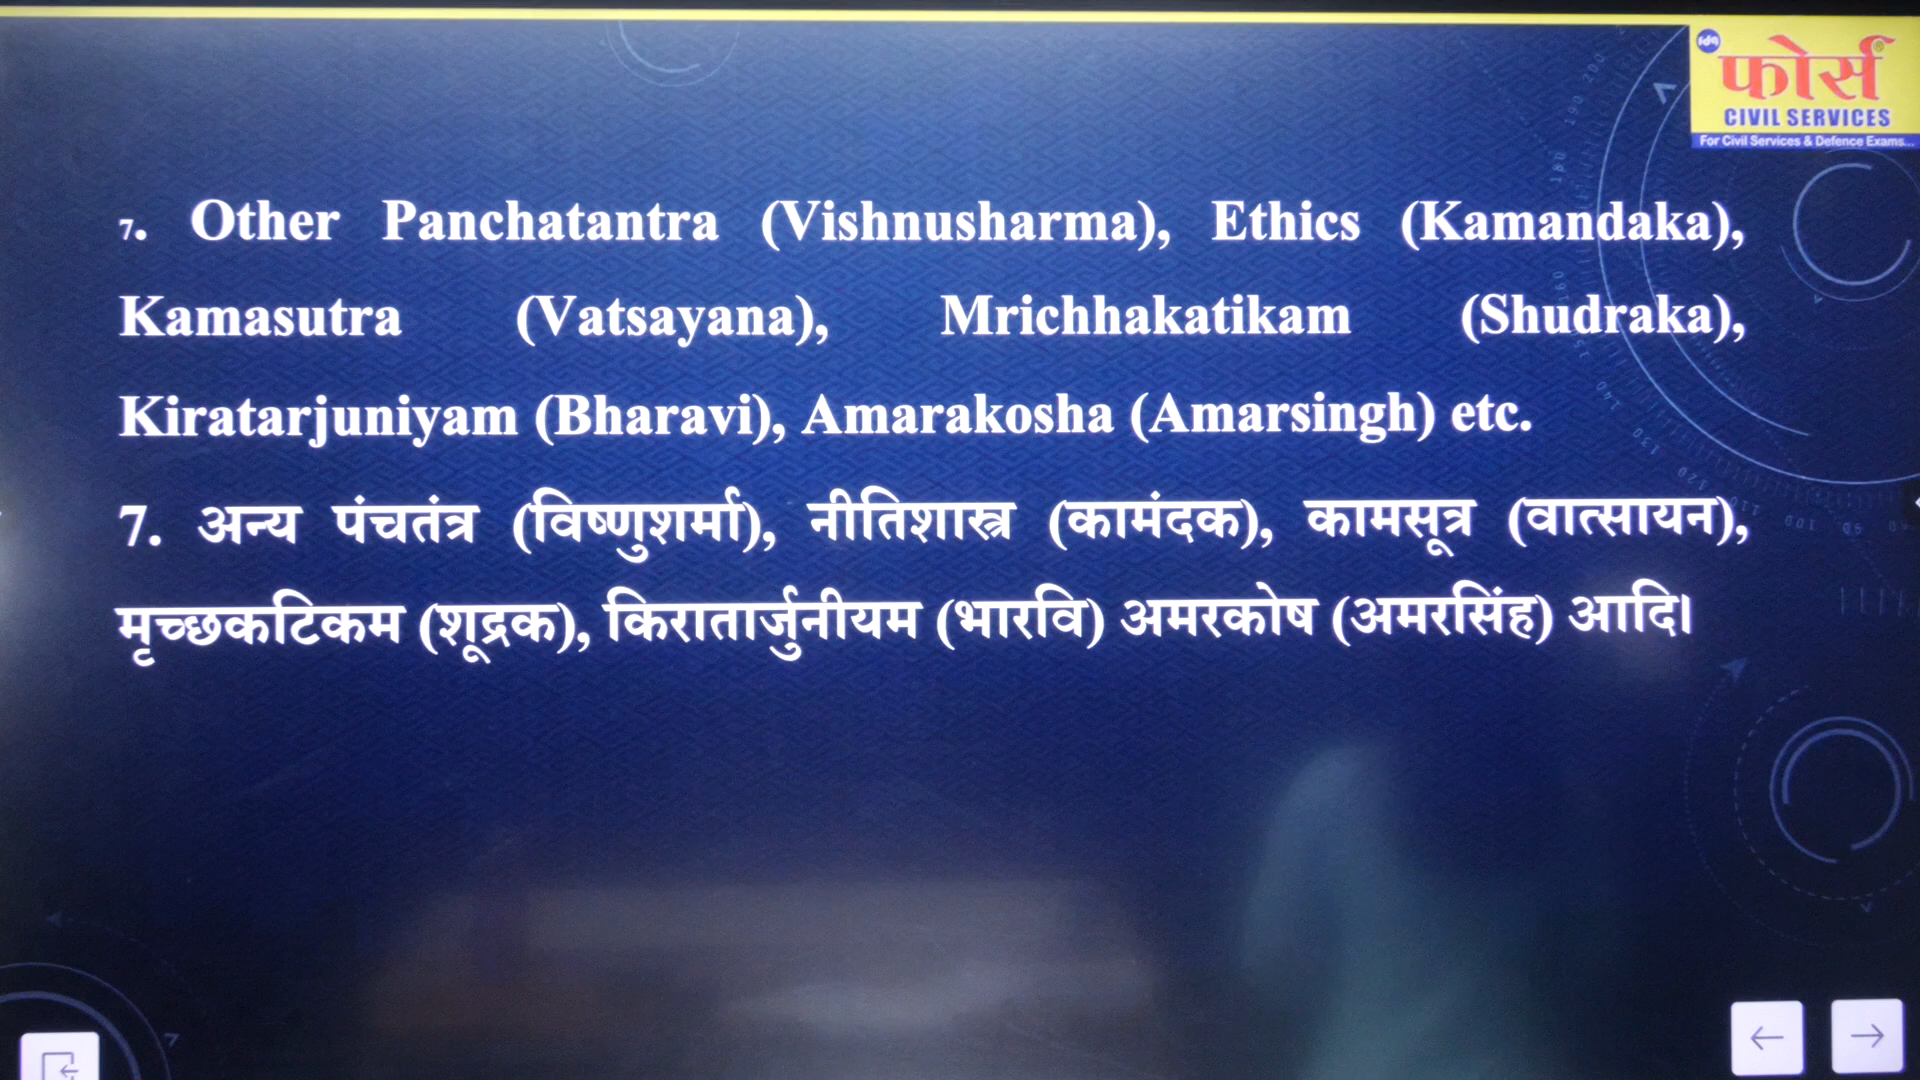 फोर्स
CIVIL SERVICES
For Civil Services & Defence Exams...
7. Other Panchatantra (Vishnusharma), Ethics (Kamandaka),
Kamasutra (Vatsayana), Mrichhakatikam (Shudraka),
Kiratarjuniyam (Bharavi), Amarakosha (Amarsingh) etc.
7. अन्य पंचतंत्र (विष्णुशर्मा), नीतिशास्त्र (कामंदक), कामसूत्र (वात्सायन),
मृच्छकटिकम (शूद्रक), किरातार्जुनीयम (भारवि) अमरकोष (अमरसिंह) आदि।